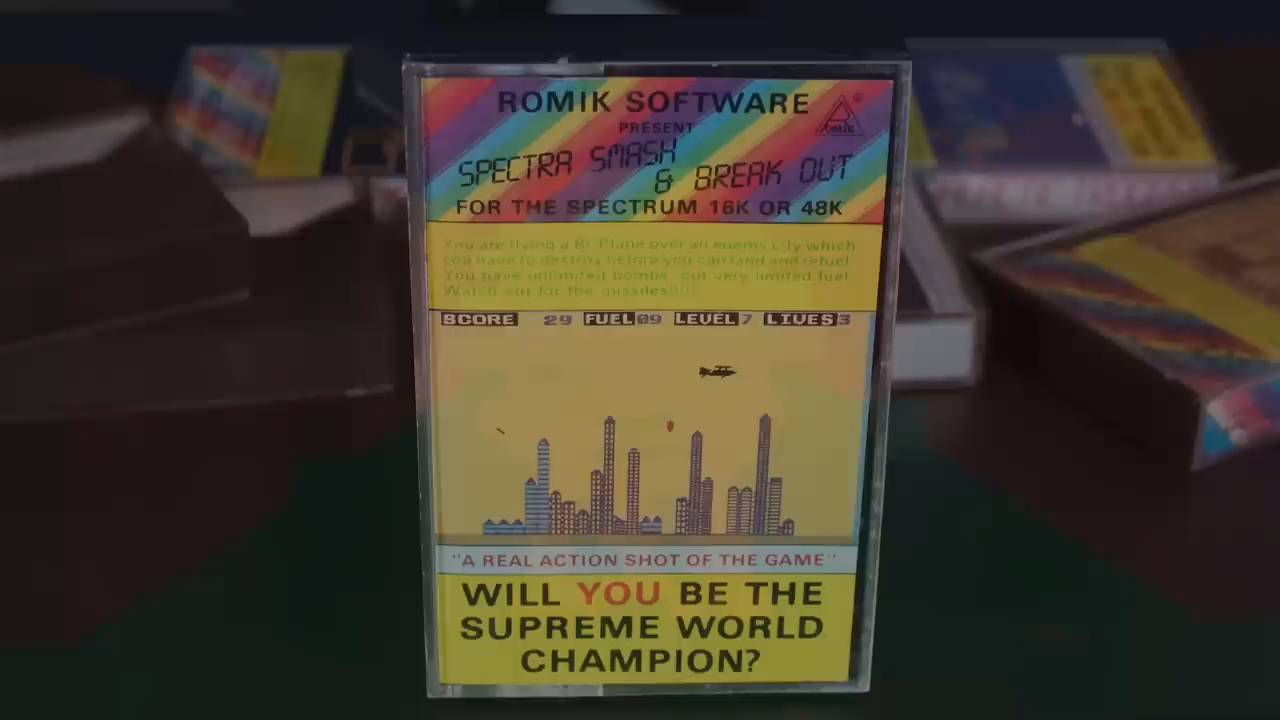 ROMIK SOFTWARE
PRESENT
SPECTRA SMASH
& BREAK OUT
FOR THE SPECTRUM 16K OR 48K
You are flying a Bi-Plane over an enemy city which
you have to destroy before you can land and refuel.
You have unlimited bombs, but very limited fuel.
Watch out for the missiles!!!!
SCORE 29 FUEL 09 LEVEL 7 LIVES 3
"A REAL ACTION SHOT OF THE GAME"
WILL YOU BE THE
SUPREME WORLD
CHAMPION?